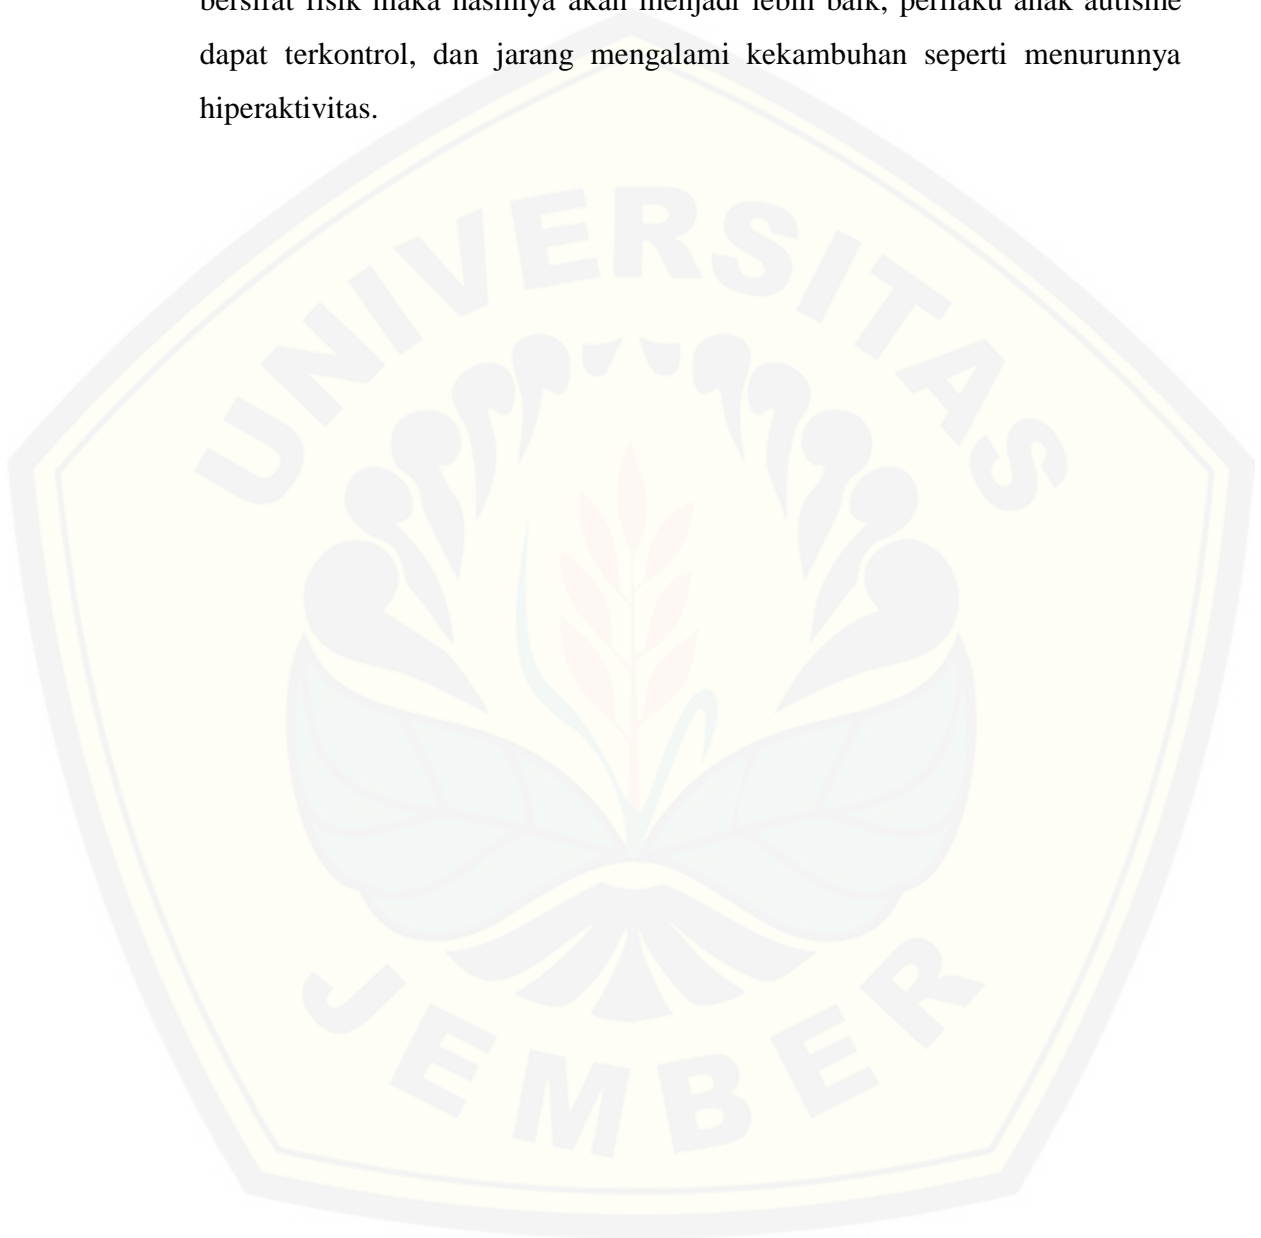 bersifat fisik maka hasilnya akan menjadi lebih baik, perilaku anak autisme
dapat terkontrol, dan jarang mengalami kekambuhan seperti menurunnya
hiperaktivitas.
UNIVERSITAS
JEMBER